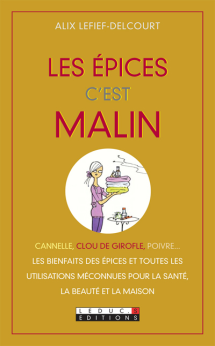 ALIX LEFIEF-DELCOURT
LES ÉPICES
C'EST
MALIN
CANNELLE, CLOU DE GIROFLE, POIVRE...
LES BIENFAITS DES ÉPICES ET TOUTES LES
UTILISATIONS MÉCONNUES POUR LA SANTÉ,
LA BEAUTÉ ET LA MAISON
LEDUC.S
EDITIONS